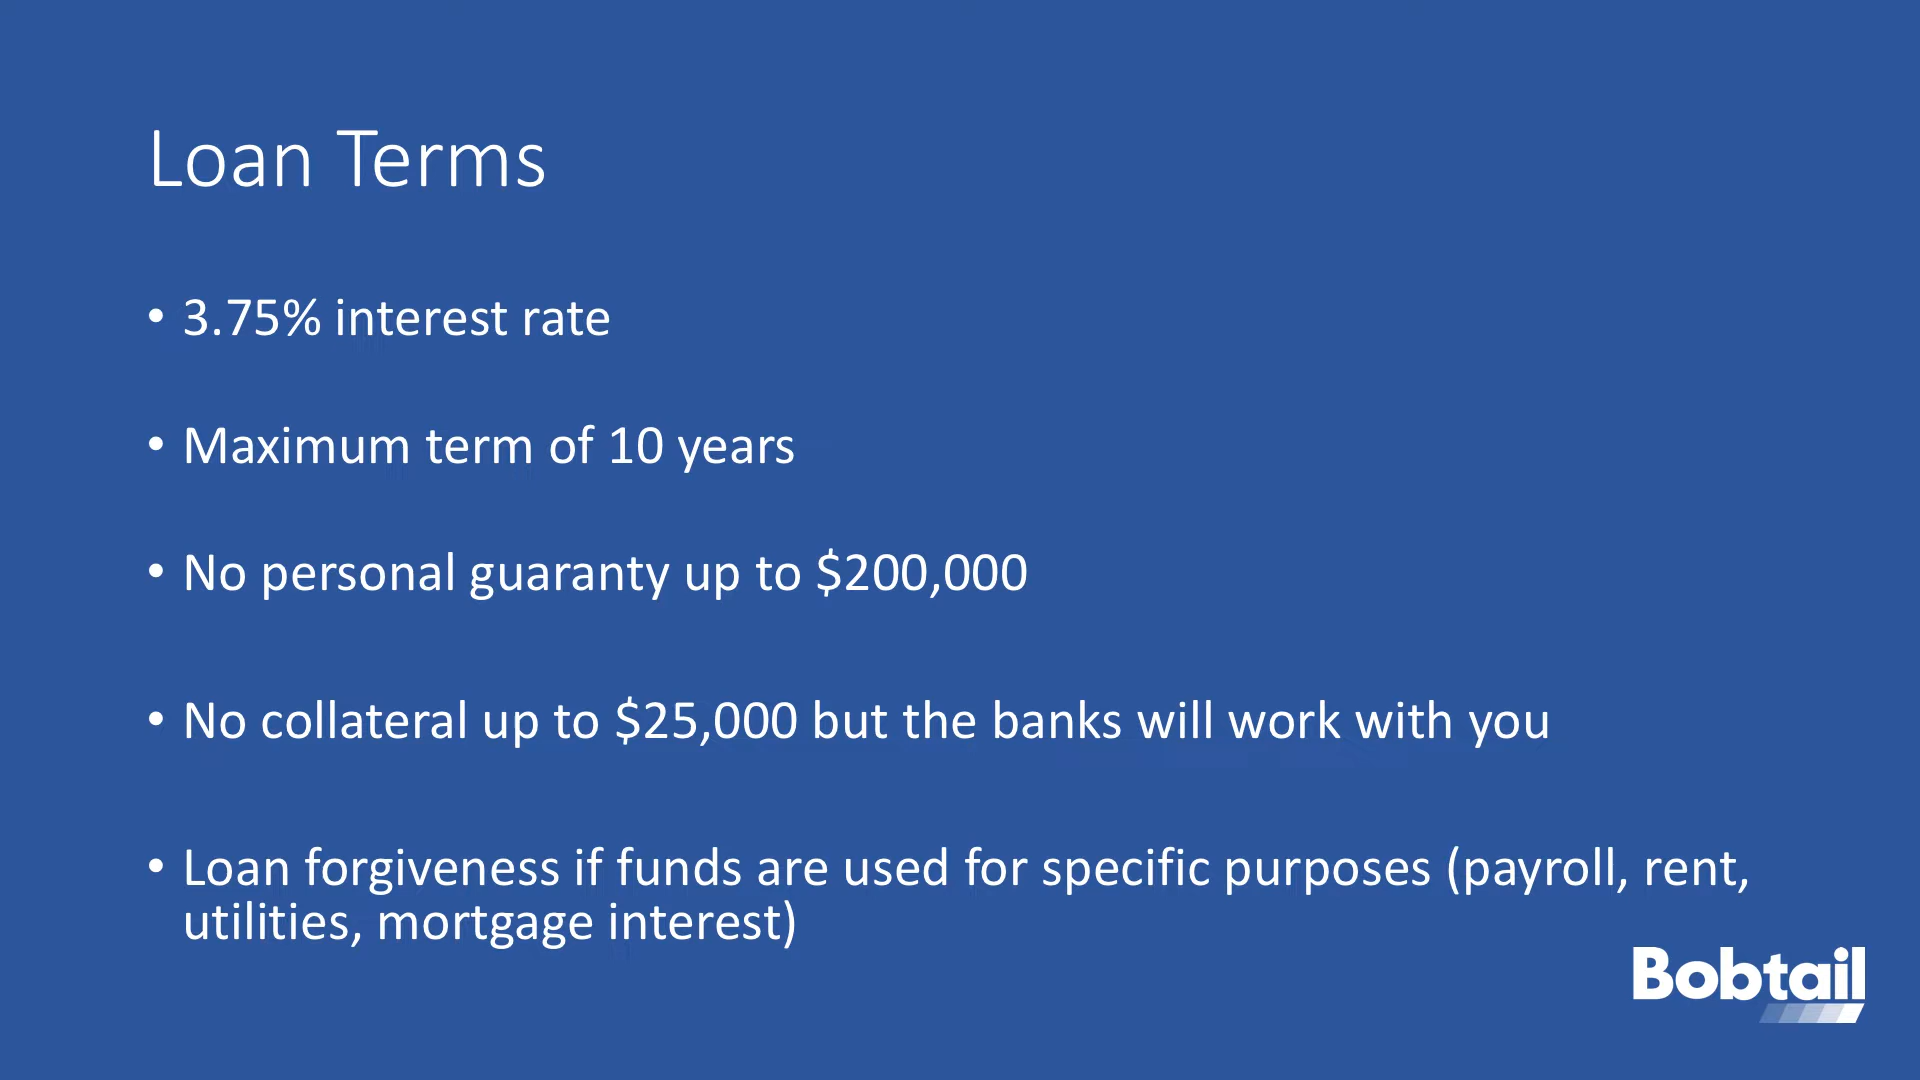 Loan Terms
• 3.75% interest rate
• Maximum term of 10 years
• No personal guaranty up to $200,000
• No collateral up to $25,000 but the banks will work with you
• Loan forgiveness if funds are used for specific purposes (payroll, rent,
utilities, mortgage interest)
Bobtail